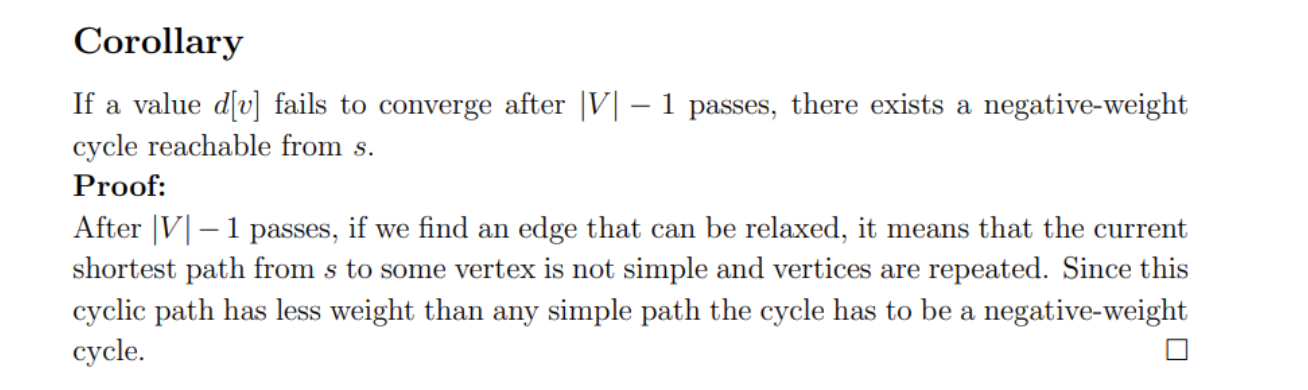 Corollary
If a value d[v] fails to converge after |V| − 1 passes, there exists a negative-weight
cycle reachable from s.
Proof:
After |V| − 1 passes, if we find an edge that can be relaxed, it means that the current
shortest path from s to some vertex is not simple and vertices are repeated. Since this
cyclic path has less weight than any simple path the cycle has to be a negative-weight
cycle. □